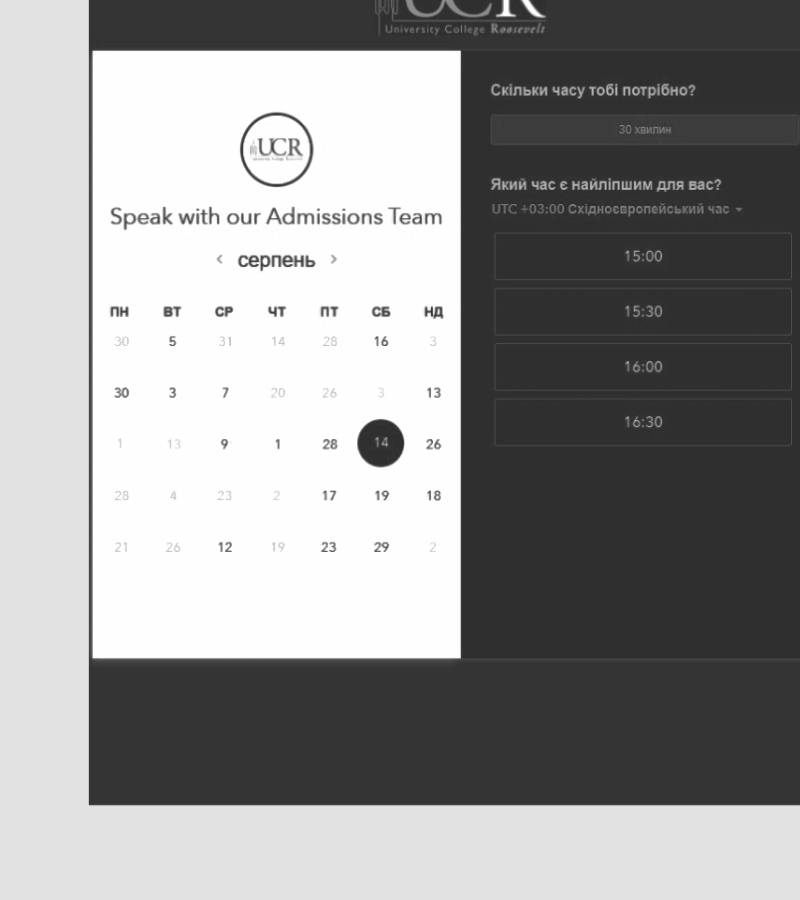 UCR
University College Roosevelt
UCR
Speak with our Admissions Team
серпень
ПН ВТ СР ЧТ ПТ СБ НД
30 5 31 14 28 16 3
30 3 7 20 26 3 13
1 13 9 1 28 14 26
28 4 23 2 17 19 18
21 26 12 19 23 29 2
Скільки часу тобі потрібно?
30 хвилин
Який час є найліпшим для вас?
UTC +03:00 Східноєвропейський час
15:00
15:30
16:00
16:30